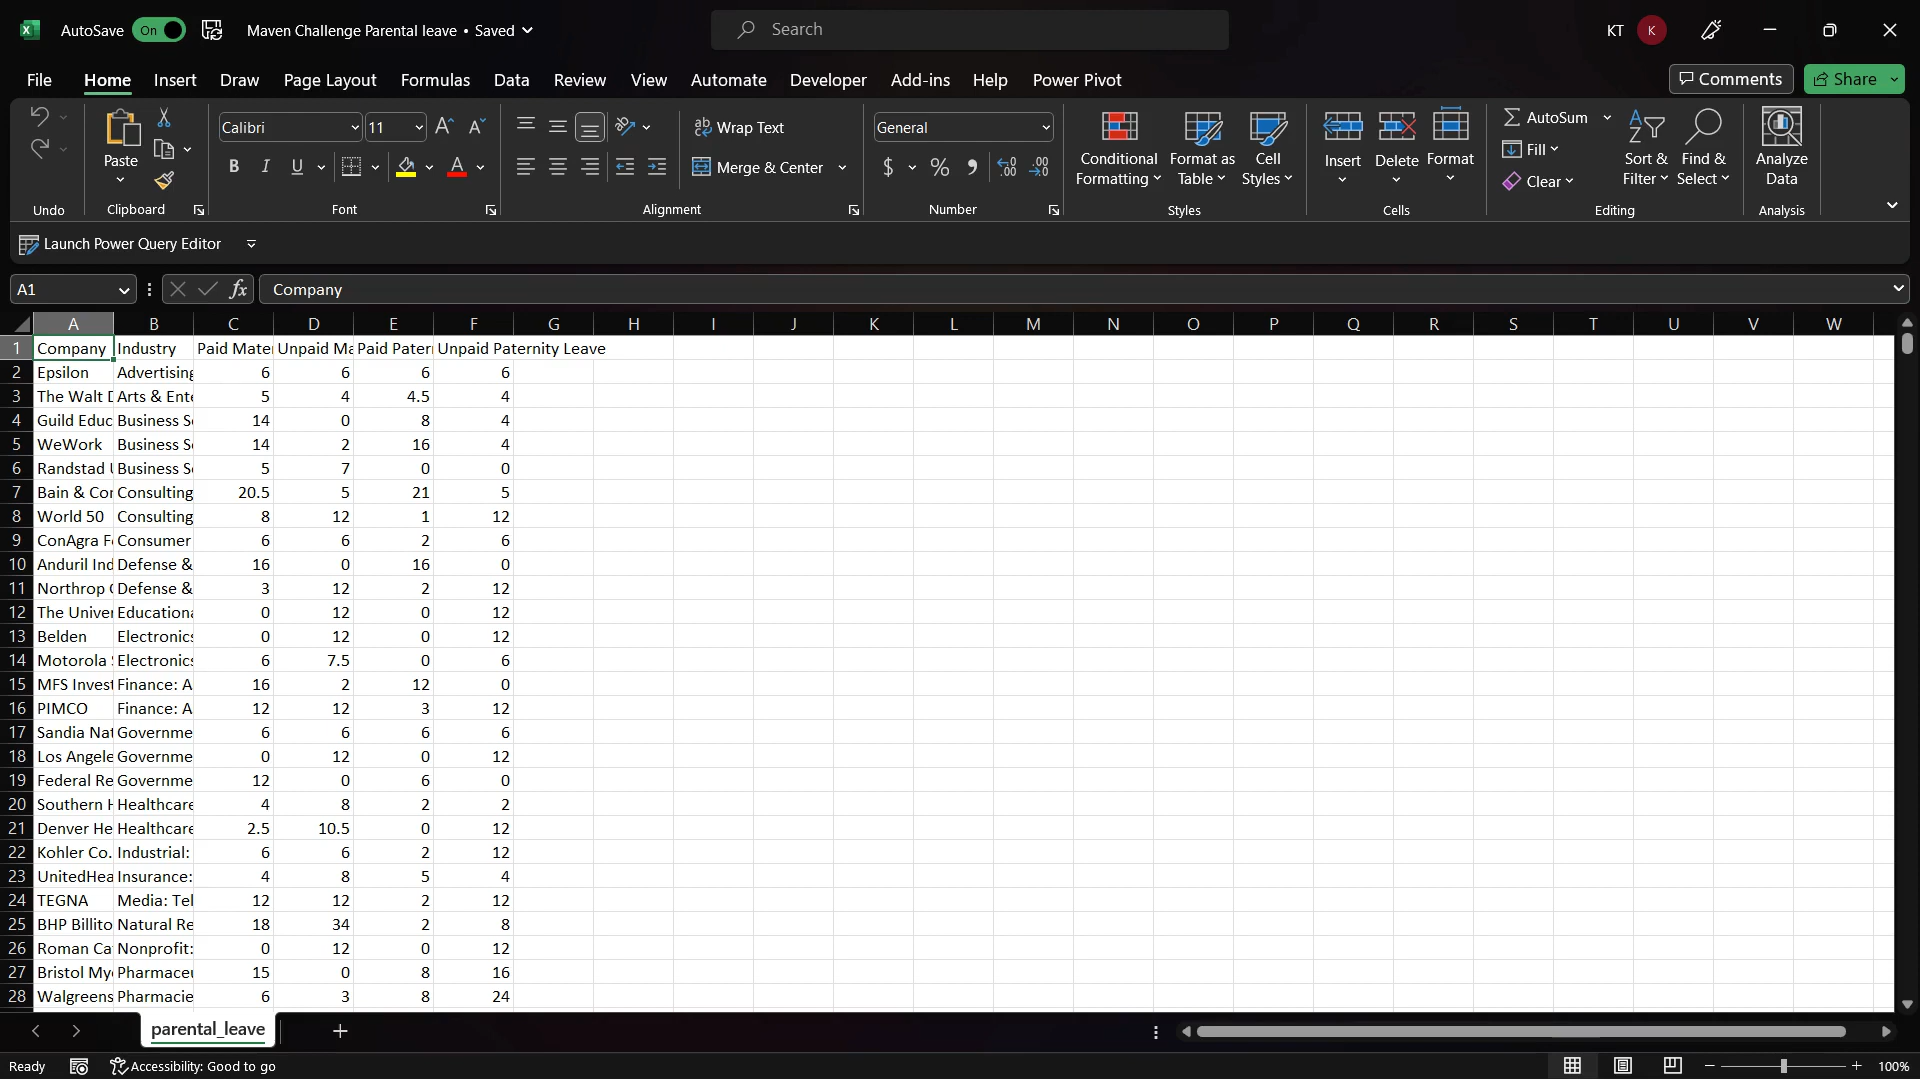 AutoSave On Maven Challenge Parental leave • Saved Search KT K
File Home Insert Draw Page Layout Formulas Data Review View Automate Developer Add-ins Help Power Pivot Comments Share
Calibri 11 Wrap Text General AutoSum
Paste B I U A Merge & Center $ % Conditional Formatting Format as Table Cell Styles Insert Delete Format Fill Clear Sort & Filter Find & Select Analyze Data
Undo Clipboard Font Alignment Number Styles Cells Editing Analysis
Launch Power Query Editor
A1 fx Company
A B C D E F G H I J K L M N O P Q R S T U V W
1 Company Industry Paid Mater Unpaid Ma Paid Patern Unpaid Paternity Leave
2 Epsilon Advertising 6 6 6 6
3 The Walt D Arts & Ente 5 4 4.5 4
4 Guild Educ Business Se 14 0 8 4
5 WeWork Business Se 14 2 16 4
6 Randstad U Business Se 5 7 0 0
7 Bain & Con Consulting 20.5 5 21 5
8 World 50 Consulting 8 12 1 12
9 ConAgra Fo Consumer 6 6 2 6
10 Anduril Ind Defense & 16 0 16 0
11 Northrop G Defense & 3 12 2 12
12 The Univer Educationa 0 12 0 12
13 Belden Electronics 0 12 0 12
14 Motorola S Electronics 6 7.5 0 6
15 MFS Invest Finance: A 16 2 12 0
16 PIMCO Finance: A 12 12 3 12
17 Sandia Nat Governme 6 6 6 6
18 Los Angele Governme 0 12 0 12
19 Federal Re Governme 12 0 6 0
20 Southern H Healthcare 4 8 2 2
21 Denver He Healthcare 2.5 10.5 0 12
22 Kohler Co. Industrial: 6 6 2 12
23 UnitedHea Insurance: 4 8 5 4
24 TEGNA Media: Tel 12 12 2 12
25 BHP Billito Natural Re 18 34 2 8
26 Roman Cat Nonprofit: 0 12 0 12
27 Bristol Mye Pharmaceu 15 0 8 16
28 Walgreens Pharmacie 6 3 8 24
parental_leave
Ready Accessibility: Good to go 100%